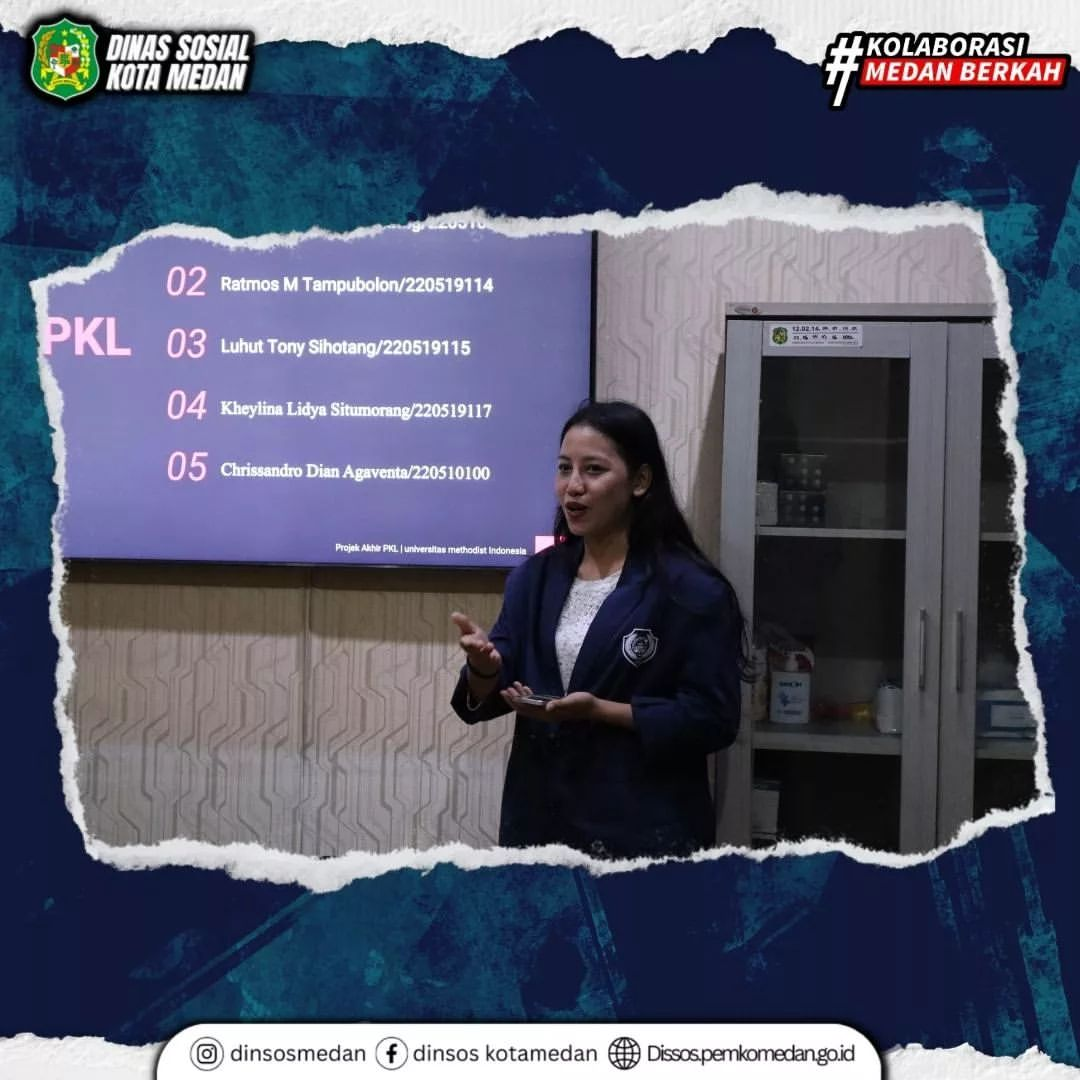 DINAS SOSIAL
KOTA MEDAN
#KOLABORASI
MEDAN BERKAH
PKL
02 Ratmos M Tampubolon/220519114
03 Luhut Tony Sihotang/220519115
04 Kheylina Lidya Situmorang/220519117
05 Chrissandro Dian Agaventa/220510100
Projek Akhir PKL | universitas methodist Indonesia
dinsosmedan
dinsos kotamedan
Dissos.pemkomedan.go.id